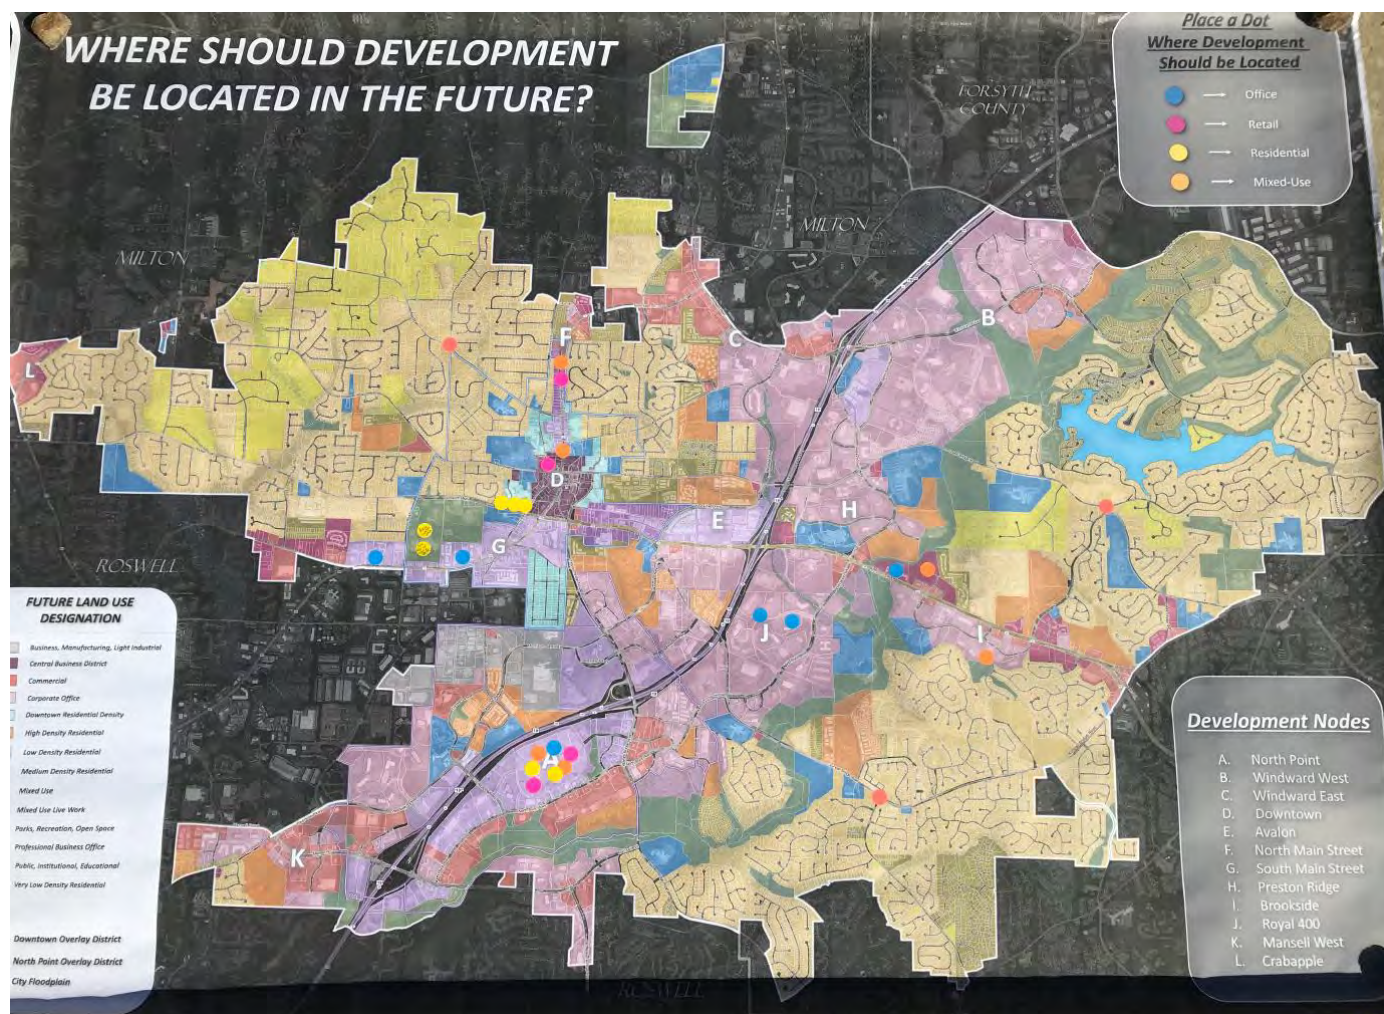 WHERE SHOULD DEVELOPMENT
BE LOCATED IN THE FUTURE?
Place a Dot
Where Development
Should be Located
Office
Retail
Residential
Mixed-Use
FORSYTH
COUNTY
MILTON
MILTON
F
C
B
L
D
E
H
G
ROSWELL
J
I
A
K
ROSWELL
FUTURE LAND USE
DESIGNATION
Business, Manufacturing, Light Industrial
Central Business District
Commercial
Corporate Office
Downtown Residential Density
High Density Residential
Low Density Residential
Medium Density Residential
Mixed Use
Mixed Use Live Work
Parks, Recreation, Open Space
Professional Business Office
Public, Institutional, Educational
Very Low Density Residential
Downtown Overlay District
North Point Overlay District
City Floodplain
Development Nodes
A. North Point
B. Windward West
C. Windward East
D. Downtown
E. Avalon
F. North Main Street
G. South Main Street
H. Preston Ridge
I. Brookside
J. Royal 400
K. Mansell West
L. Crabapple